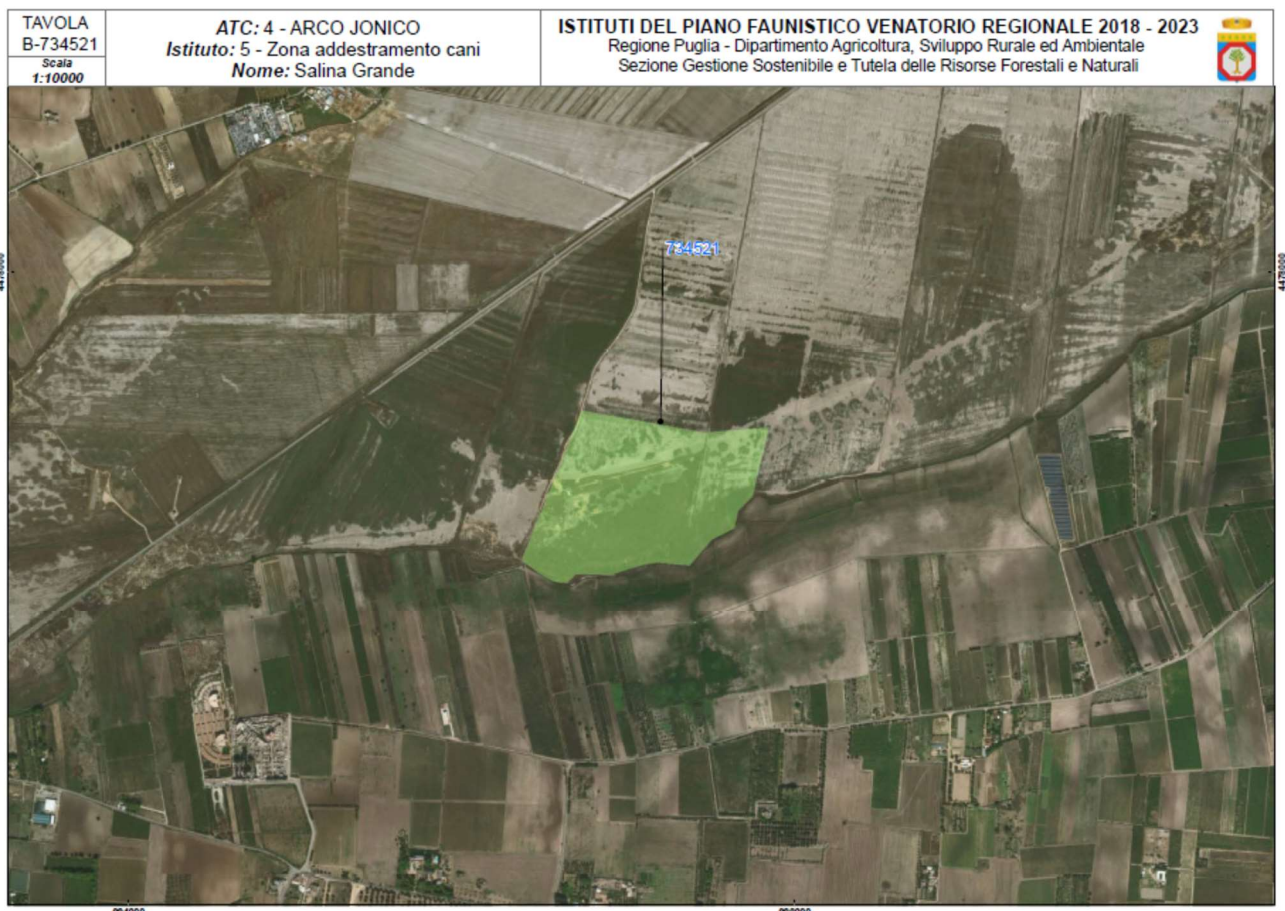 TAVOLA
B-734521
Scala
1:10000
ATC: 4 - ARCO JONICO
Istituto: 5 - Zona addestramento cani
Nome: Salina Grande
ISTITUTI DEL PIANO FAUNISTICO VENATORIO REGIONALE 2018 - 2023
Regione Puglia - Dipartimento Agricoltura, Sviluppo Rurale ed Ambientale
Sezione Gestione Sostenibile e Tutela delle Risorse Forestali e Naturali
734521
4478000